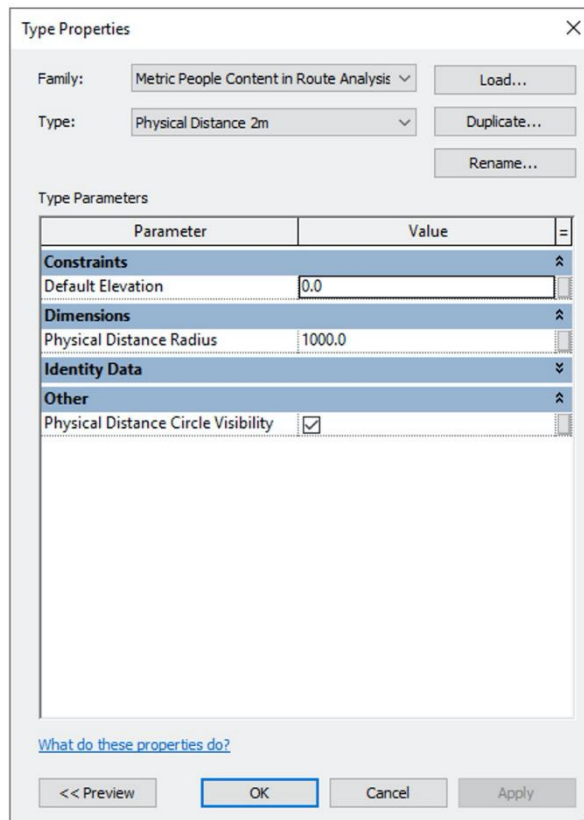 Type Properties
Family: Metric People Content in Route Analysis Load...
Type: Physical Distance 2m Duplicate...
Rename...
Type Parameters
Parameter Value =
Constraints
Default Elevation 0.0
Dimensions
Physical Distance Radius 1000.0
Identity Data
Other
Physical Distance Circle Visibility
What do these properties do?
<< Preview OK Cancel Apply